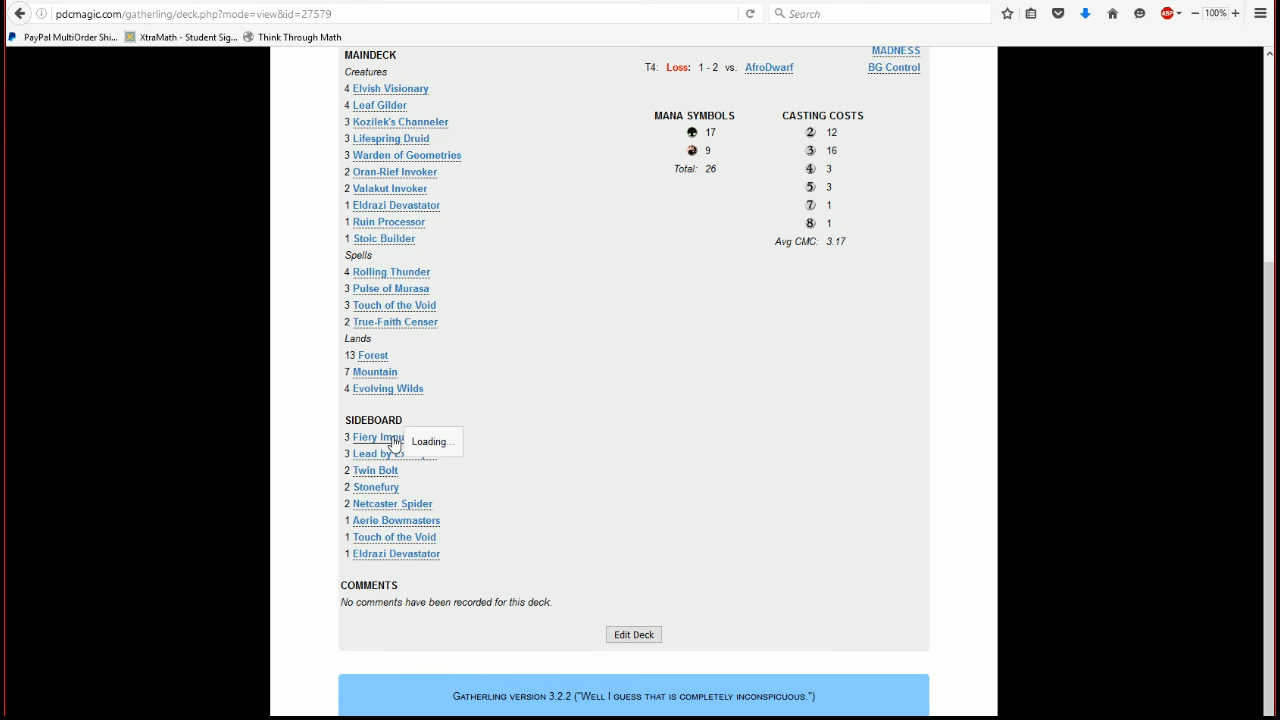 pdcmagic.com/gatherling/deck.php?mode=view&id=27579
Search
100%
PayPal MultiOrder Shi... XtraMath - Student Sig... Think Through Math
MAINDECK
Creatures
4 Elvish Visionary
4 Leaf Gilder
3 Kozilek's Channeler
3 Lifespring Druid
3 Warden of Geometries
2 Oran-Rief Invoker
2 Valakut Invoker
1 Eldrazi Devastator
1 Ruin Processor
1 Stoic Builder
Spells
4 Rolling Thunder
3 Pulse of Murasa
3 Touch of the Void
2 True-Faith Censer
Lands
13 Forest
7 Mountain
4 Evolving Wilds
SIDEBOARD
3 Fiery
Loading...
3 Lead by
2 Twin Bolt
2 Stonefury
2 Netcaster Spider
1 Aerie Bowmasters
1 Touch of the Void
1 Eldrazi Devastator
MADNESS
T4: Loss: 1 - 2 vs. AfroDwarf BG Control
MANA SYMBOLS
17
9
Total: 26
CASTING COSTS
2 12
3 16
4 3
5 3
7 1
8 1
Avg CMC: 3.17
COMMENTS
No comments have been recorded for this deck.
Edit Deck
GATHERLING VERSION 3.2.2 ("WELL I GUESS THAT IS COMPLETELY INCONSPICUOUS.")